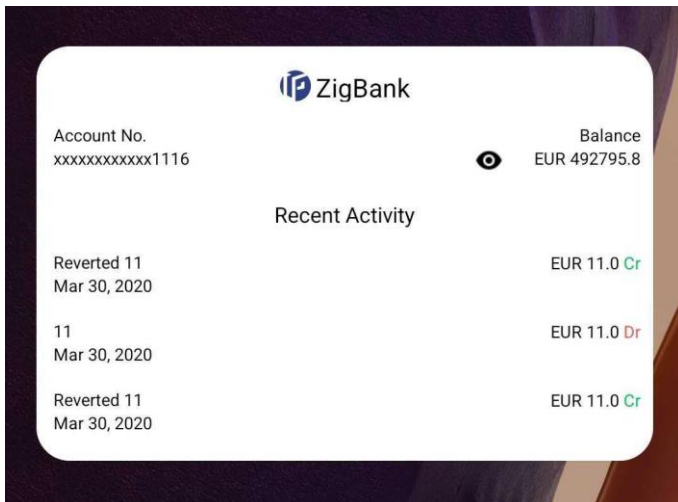 ZigBank
Account No.
Balance
xxxxxxxxxxxx1116
EUR 492795.8
Recent Activity
Reverted 11
EUR 11.0 Cr
Mar 30, 2020
11
EUR 11.0 Dr
Mar 30, 2020
Reverted 11
EUR 11.0 Cr
Mar 30, 2020